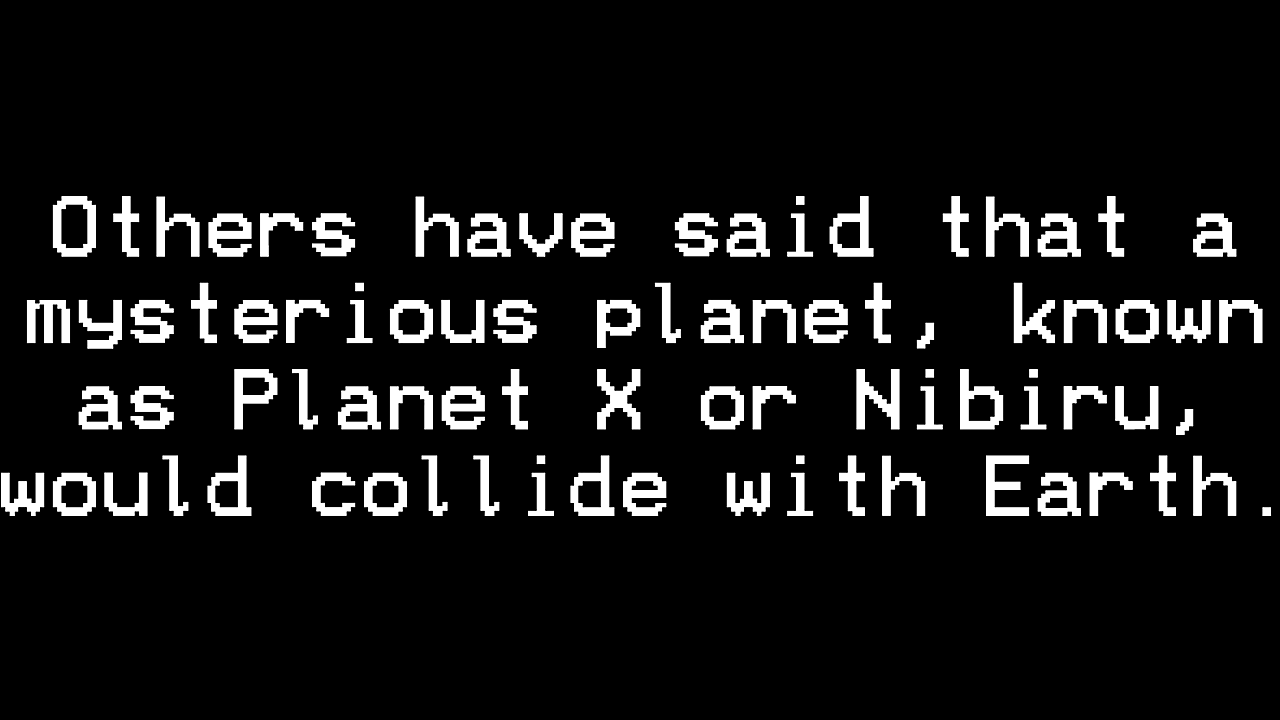 Others have said that a
mysterious planet, known
as Planet X or Nibiru,
would collide with Earth.